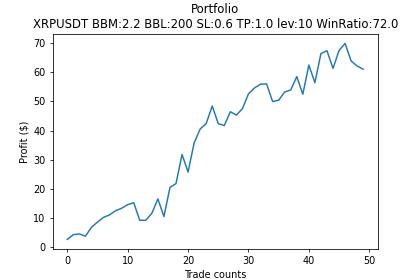 Portfolio
XRPUSDT BBM:2.2 BBL:200 SL:0.6 TP:1.0 lev:10 WinRatio:72.0
70
60
50
40
30
20
10
0
Profit ($)
0 10 20 30 40 50
Trade counts